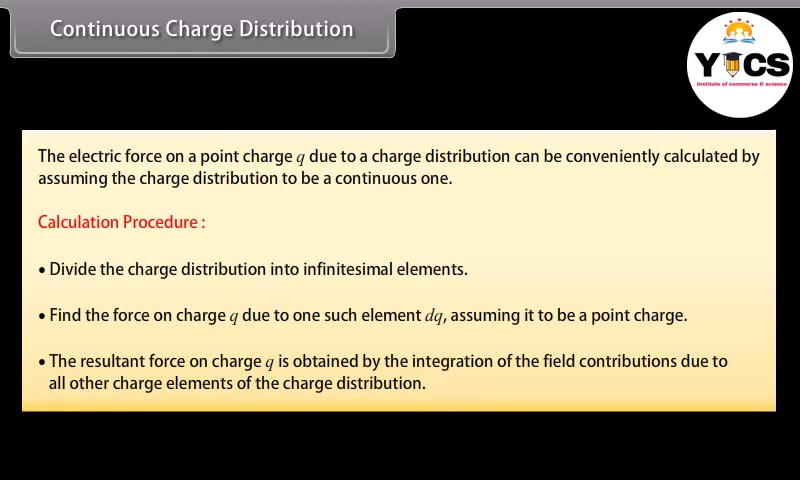 Continuous Charge Distribution
YICS
Institute of commerse & science
The electric force on a point charge q due to a charge distribution can be conveniently calculated by
assuming the charge distribution to be a continuous one.
Calculation Procedure :
• Divide the charge distribution into infinitesimal elements.
• Find the force on charge q due to one such element dq, assuming it to be a point charge.
• The resultant force on charge q is obtained by the integration of the field contributions due to
all other charge elements of the charge distribution.